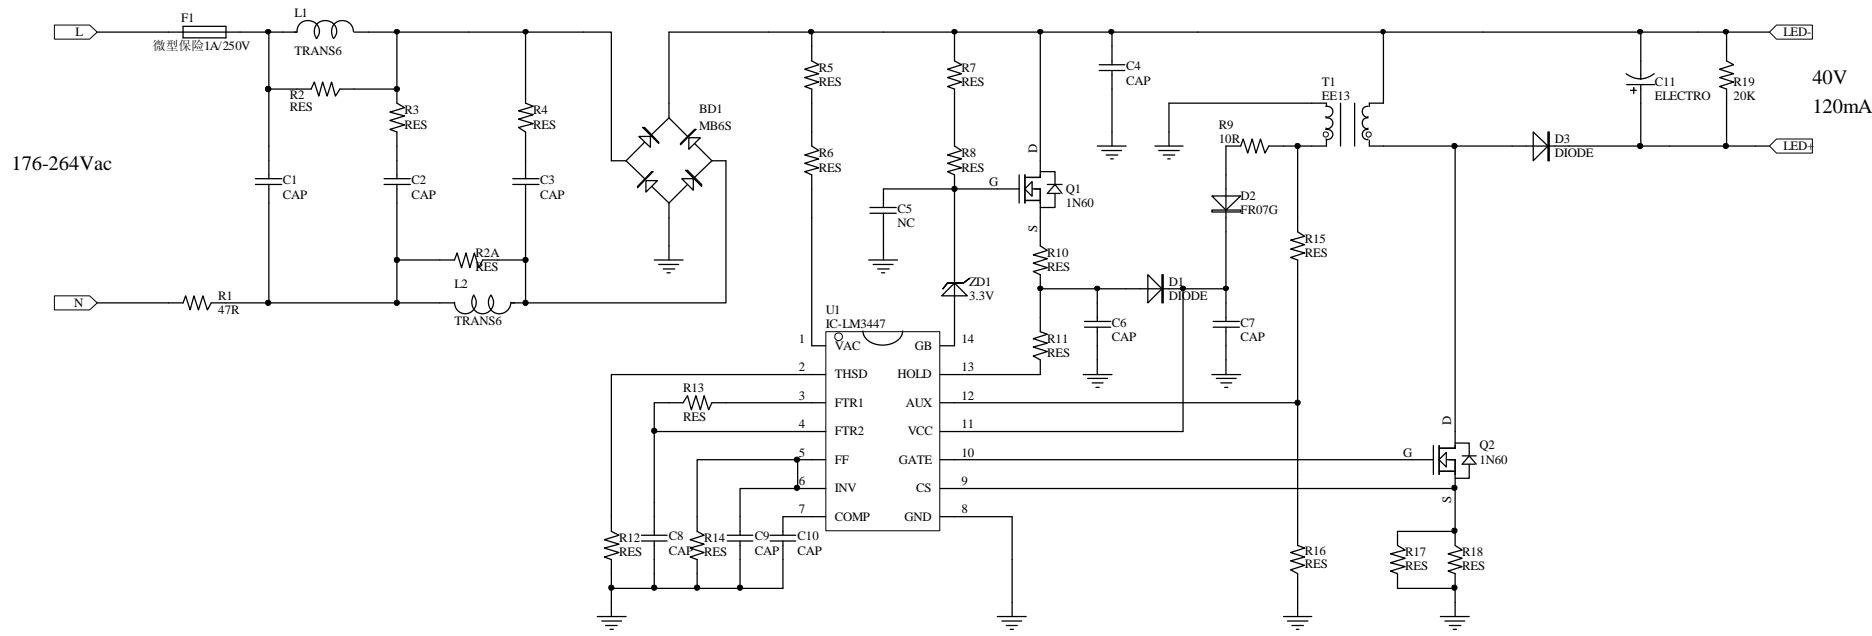 L
F1
微型保险1A/250V
L1
TRANS6
R2
RES
R3
RES
R4
RES
C1
CAP
C2
CAP
C3
CAP
176-264Vac
R2A
RES
L2
TRANS6
N
R1
47R
BD1
MB6S
R5
RES
R6
RES
R7
RES
R8
RES
C5
NC
ZD1
3.3V
D
G
S
Q1
1N60
C4
CAP
R10
RES
R11
RES
D1
DIODE
C6
CAP
C7
CAP
D2
FR07G
R9
10R
T1
EE13
R15
RES
D3
DIODE
C11
ELECTRO
R19
20K
LED-
LED+
40V
120mA
U1
IC-LM3447
1 VAC GB 14
2 THSD HOLD 13
3 FTR1 AUX 12
4 FTR2 VCC 11
5 FF GATE 10
6 INV CS 9
7 COMP GND 8
R13
RES
R12
RES
C8
CAP
R14
RES
C9
CAP
C10
CAP
R16
RES
D
G
S
Q2
1N60
R17
RES
R18
RES